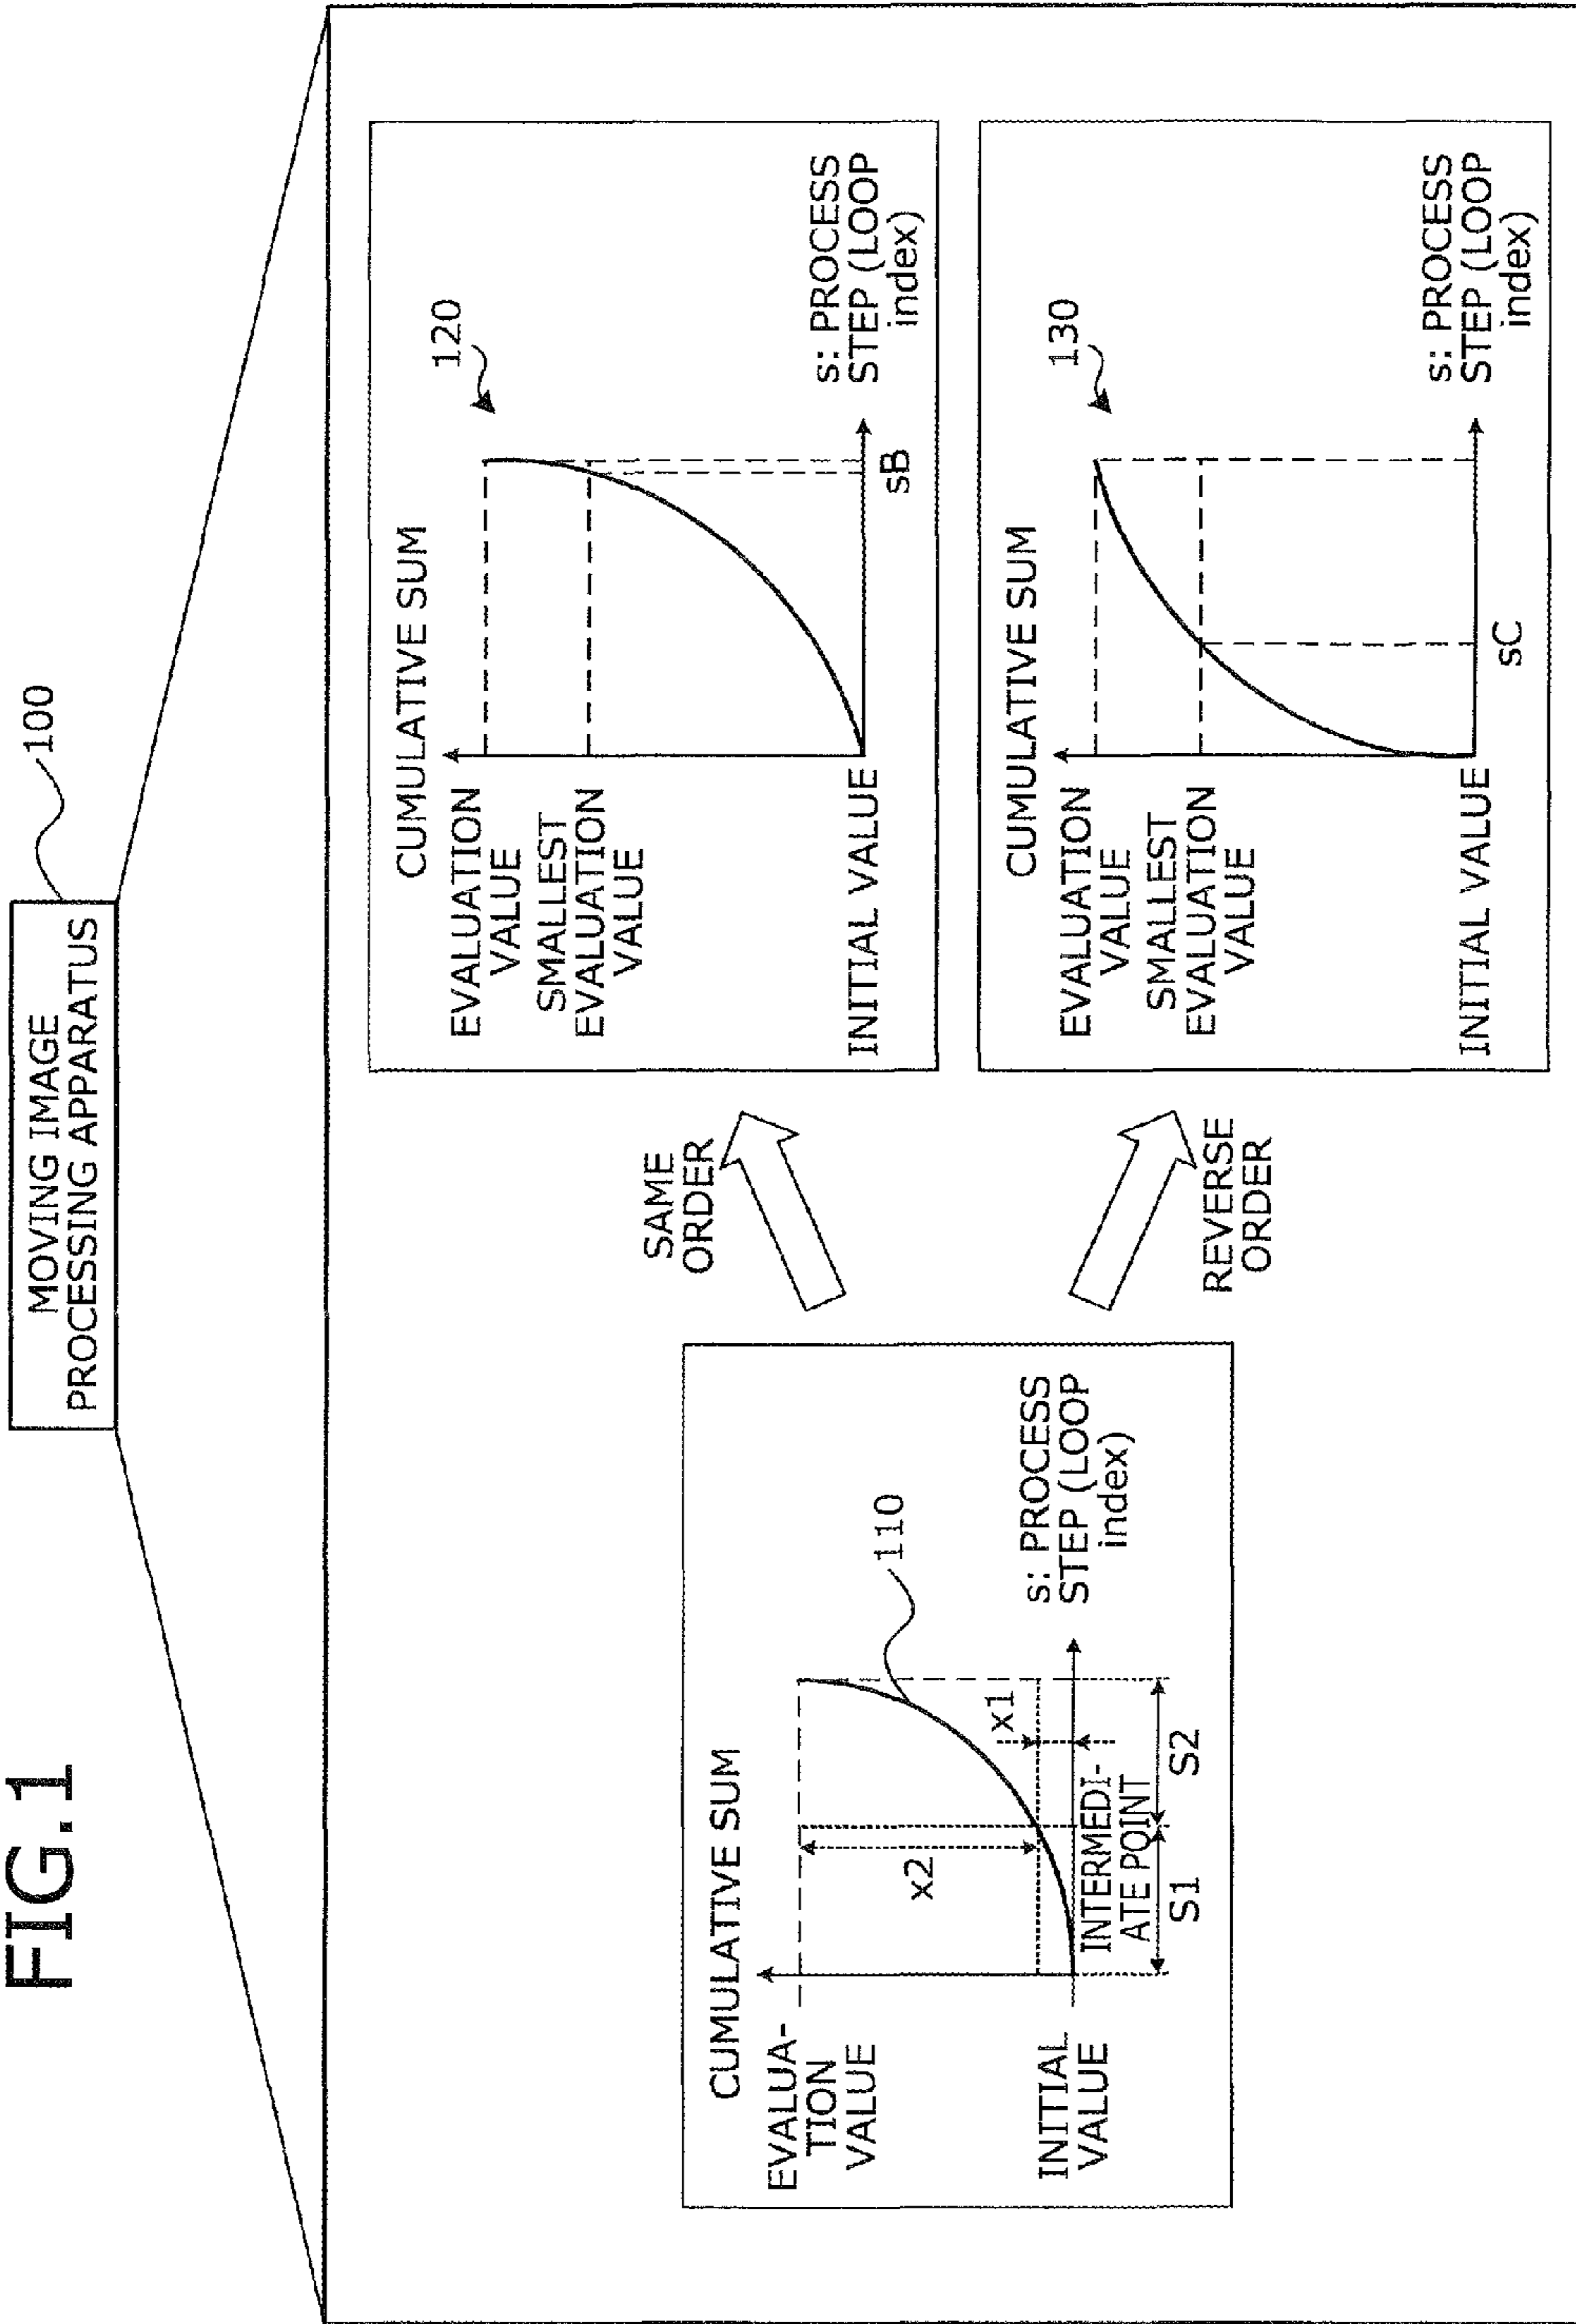 FIG.1
MOVING IMAGE
PROCESSING APPARATUS
100
CUMULATIVE SUM
EVALUA-
TION
VALUE
INITIAL
VALUE
x2
x1
110
INTERMEDI-
ATE POINT
S1
S2
s: PROCESS
STEP (LOOP
index)
SAME
ORDER
REVERSE
ORDER
CUMULATIVE SUM
EVALUATION
VALUE
SMALLEST
EVALUATION
VALUE
INITIAL VALUE
120
sB
s: PROCESS
STEP (LOOP
index)
CUMULATIVE SUM
EVALUATION
VALUE
SMALLEST
EVALUATION
VALUE
INITIAL VALUE
130
sC
s: PROCESS
STEP (LOOP
index)